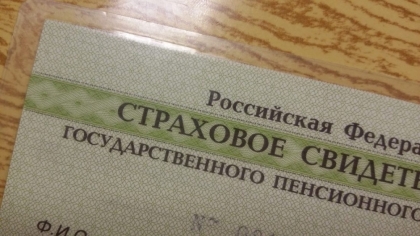 Российская Федера
СТРАХОВОЕ СВИДЕТЕ
ГОСУДАРСТВЕННОГО ПЕНСИОННОГО
Ф.И.О